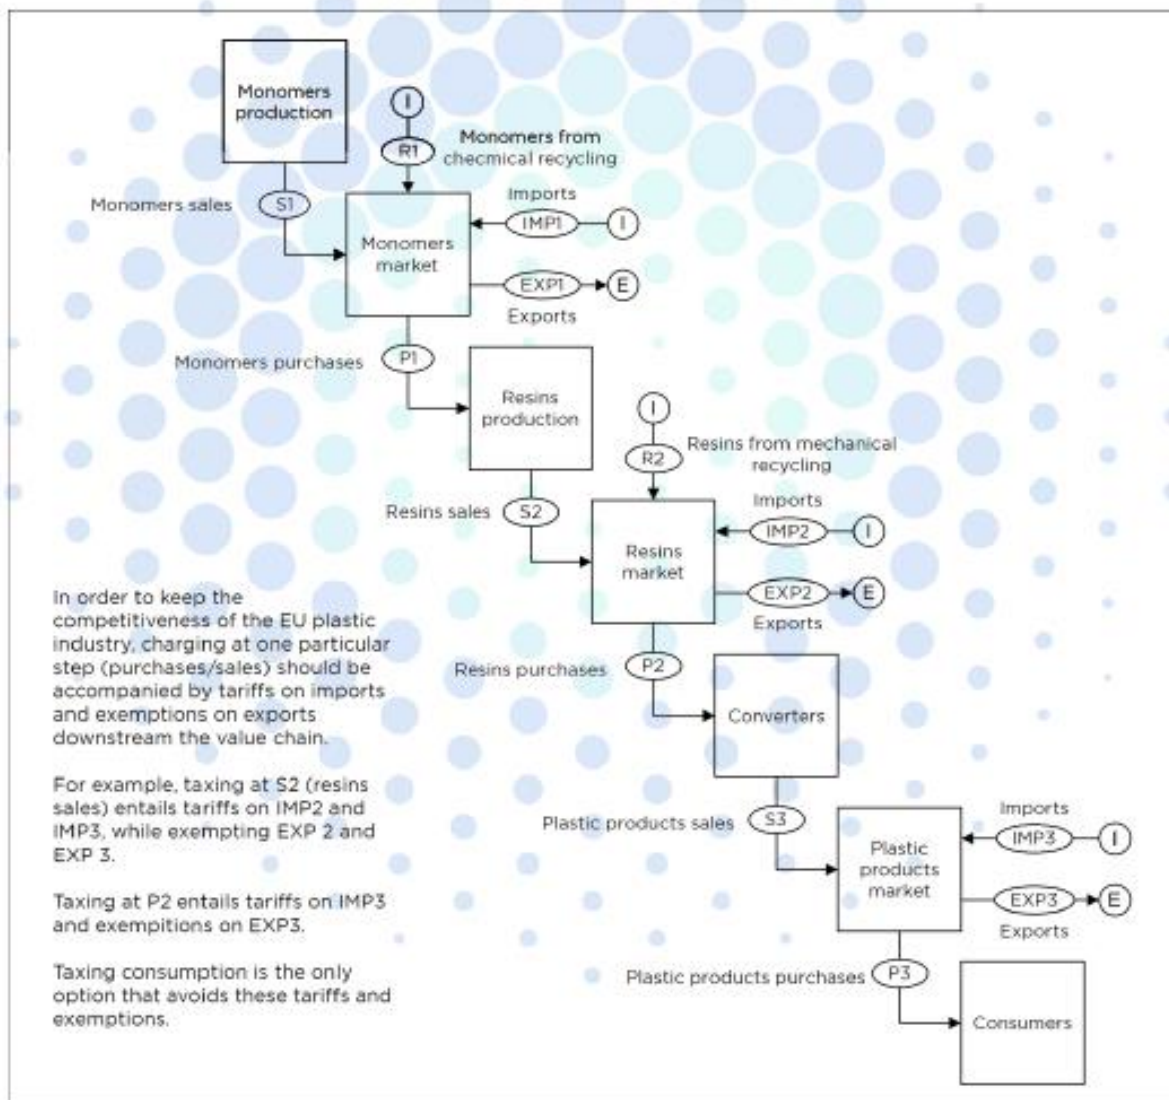 Monomers
production
I
R1
Monomers from
checmical recycling
Monomers sales
S1
Imports
IMP1
I
Monomers
market
EXP1
E
Exports
Monomers purchases
P1
Resins
production
I
R2
Resins from mechanical
recycling
Resins sales
S2
Imports
IMP2
I
Resins
market
EXP2
E
Exports
Resins purchases
P2
Converters
Plastic products sales
S3
Imports
IMP3
I
Plastic
products
market
EXP3
E
Exports
Plastic products purchases
P3
Consumers
In order to keep the
competitiveness of the EU plastic
industry, charging at one particular
step (purchases/sales) should be
accompanied by tariffs on imports
and exemptions on exports
downstream the value chain.
For example, taxing at S2 (resins
sales) entails tariffs on IMP2 and
IMP3, while exempting EXP 2 and
EXP 3.
Taxing at P2 entails tariffs on IMP3
and exempitions on EXP3.
Taxing consumption is the only
option that avoids these tariffs and
exemptions.